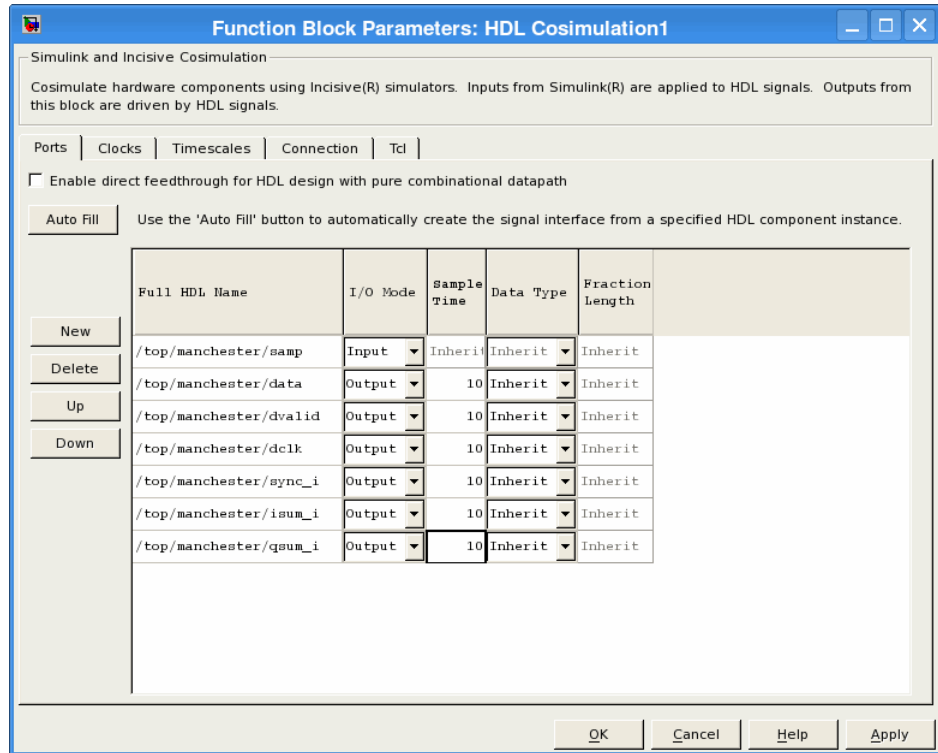 Function Block Parameters: HDL Cosimulation1
Simulink and Incisive Cosimulation
Cosimulate hardware components using Incisive(R) simulators. Inputs from Simulink(R) are applied to HDL signals. Outputs from
this block are driven by HDL signals.
Ports Clocks Timescales Connection Tcl
Enable direct feedthrough for HDL design with pure combinational datapath
Auto Fill Use the 'Auto Fill' button to automatically create the signal interface from a specified HDL component instance.
Full HDL Name I/O Mode Sample Time Data Type Fraction Length
New
Delete
Up
Down
/top/manchester/samp Input Inherit Inherit Inherit
/top/manchester/data Output 10 Inherit Inherit
/top/manchester/dvalid Output 10 Inherit Inherit
/top/manchester/dclk Output 10 Inherit Inherit
/top/manchester/sync_i Output 10 Inherit Inherit
/top/manchester/isum_i Output 10 Inherit Inherit
/top/manchester/qsum_i Output 10 Inherit Inherit
OK Cancel Help Apply